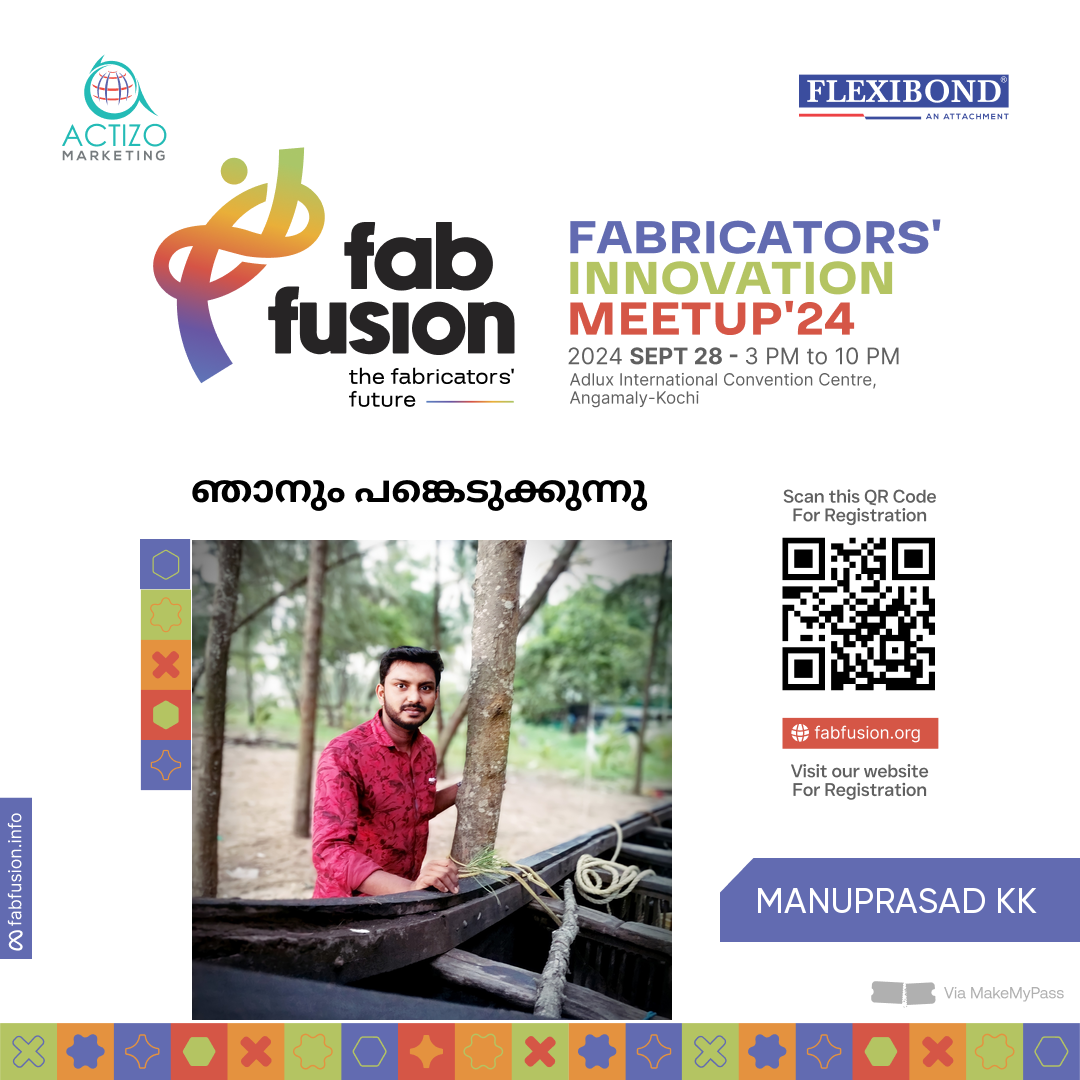 ACTIZO
MARKETING
FLEXIBOND®
AN ATTACHMENT
fab
fusion
the fabricators'
future
FABRICATORS'
INNOVATION
MEETUP'24
2024 SEPT 28 - 3 PM to 10 PM
Adlux International Convention Centre,
Angamaly-Kochi
ഞാനും പങ്കെടുക്കുന്നു
Scan this QR Code
For Registration
fabfusion.org
Visit our website
For Registration
fabfusion.info
MANUPRASAD KK
Via MakeMyPass